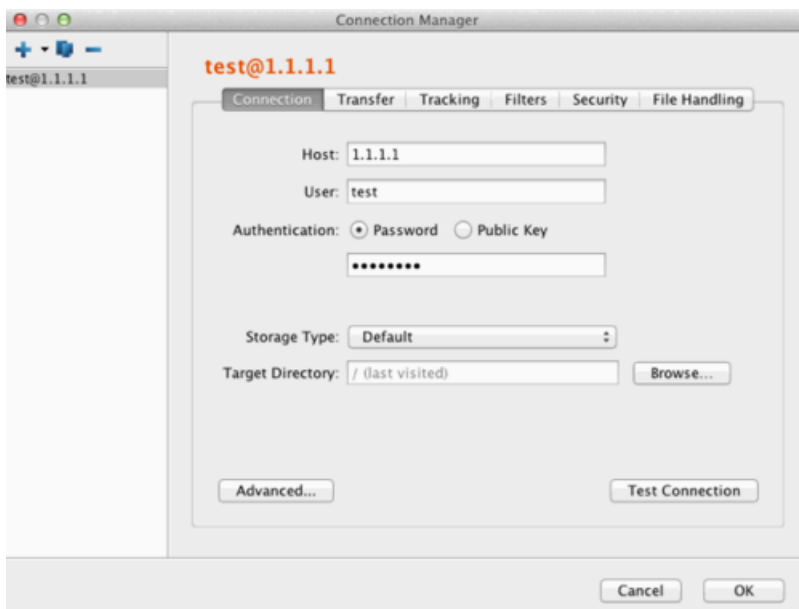 Connection Manager
test@1.1.1.1
test@1.1.1.1
Connection Transfer Tracking Filters Security File Handling
Host: 1.1.1.1
User: test
Authentication: Password Public Key
••••••••
Storage Type: Default
Target Directory: / (last visited) Browse...
Advanced... Test Connection
Cancel OK